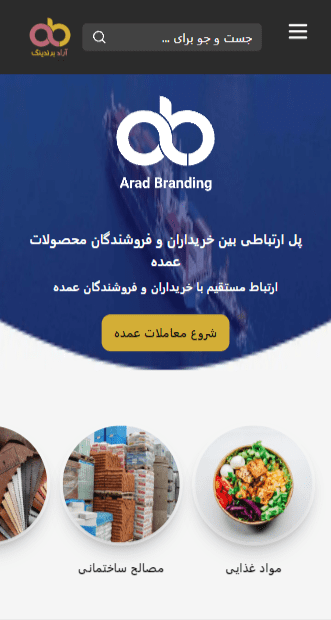 جست و جو برای ...
آراد برندینگ
Arad Branding
پل ارتباطی بین خریداران و فروشندگان محصولات
عمده
ارتباط مستقیم با خریداران و فروشندگان عمده
شروع معاملات عمده
مواد غذایی
مصالح ساختمانی